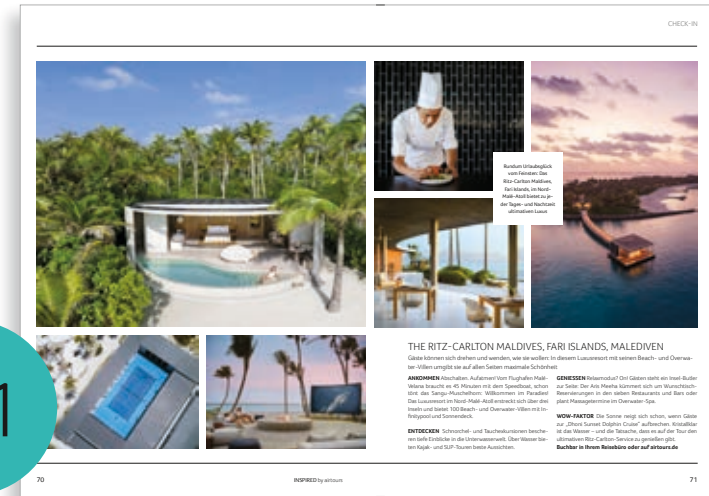 CHECK-IN
Rundum Urlaubsglück
vom Feinsten: Das
Ritz-Carlton Maldives,
Fari Islands, im Nord-
Malé-Atoll bietet zu je-
der Tages- und Nachtzeit
ultimativen Luxus
THE RITZ-CARLTON MALDIVES, FARI ISLANDS, MALEDIVEN
Gäste können sich drehen und wenden, wie sie wollen: In diesem Luxusresort mit seinen Beach- und Overwa-
ter-Villen umgibt sie auf allen Seiten maximale Schönheit
ANKOMMEN Abschalten. Aufatmen! Vom Flughafen Malé-
Velana braucht es 45 Minuten mit dem Speedboat, schon
tönt das Sangu-Muschelhorn: Willkommen im Paradies!
Das Luxusresort im Nord-Malé-Atoll erstreckt sich über drei
Inseln und bietet 100 Beach- und Overwater-Villen mit In-
finitypool und Sonnendeck.
ENTDECKEN Schnorchel- und Tauchexkursionen besche-
ren tiefe Einblicke in die Unterwasserwelt. Über Wasser bie-
ten Kajak- und SUP-Touren beste Aussichten.
GENIESSEN Relaxmodus? On! Gästen steht ein Insel-Butler
zur Seite: Der Aris Meeha kümmert sich um Wunschtisch-
Reservierungen in den sieben Restaurants und Bars oder
plant Massagetermine im Overwater-Spa.
WOW-FAKTOR Die Sonne neigt sich schon, wenn Gäste
zur „Dhoni Sunset Dolphin Cruise“ aufbrechen. Kristallklar
ist das Wasser – und die Tatsache, dass es auf der Tour den
ultimativen Ritz-Carlton-Service zu genießen gibt.
Buchbar in Ihrem Reisebüro oder auf airtours.de
1
70
INSPIRED by airtours
71